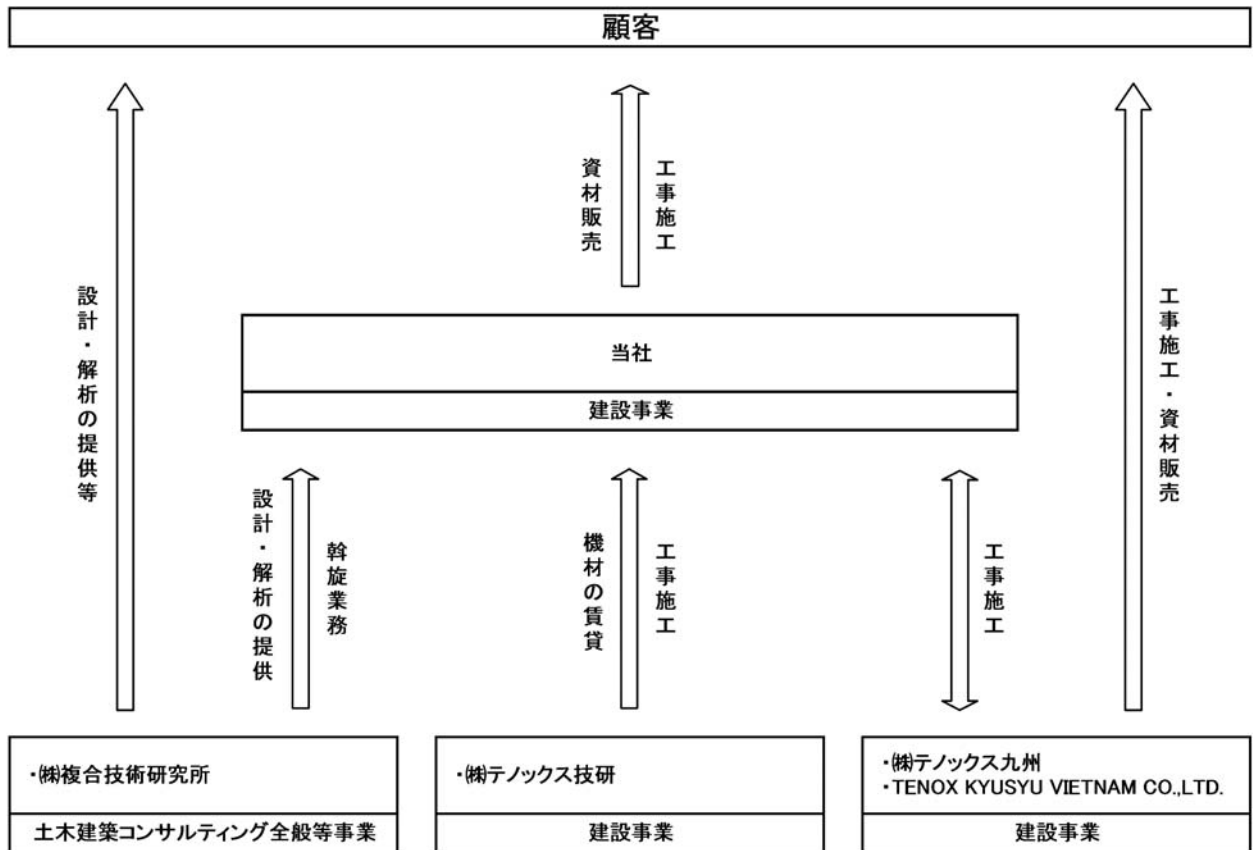 顧客
設計・解析の提供等
資材販売
工事施工
工事施工・資材販売
当社
建設事業
設計・解析の提供
斡旋業務
機材の賃貸
工事施工
工事施工
・㈱複合技術研究所
土木建築コンサルティング全般等事業
・㈱テノックス技研
建設事業
・㈱テノックス九州
・TENOX KYUSYU VIETNAM CO.,LTD.
建設事業